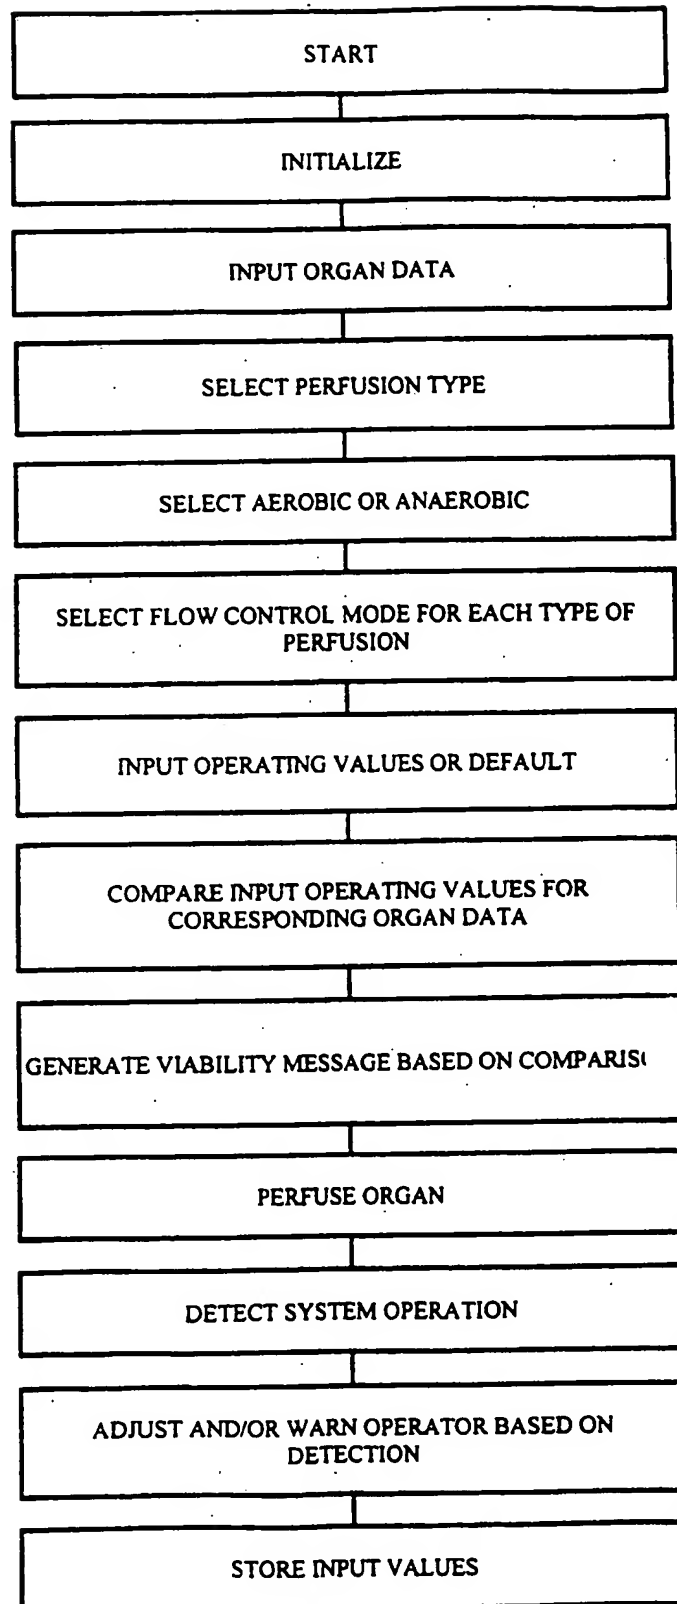 START
INITIALIZE
INPUT ORGAN DATA
SELECT PERFUSION TYPE
SELECT AEROBIC OR ANAEROBIC
SELECT FLOW CONTROL MODE FOR EACH TYPE OF
PERFUSION
INPUT OPERATING VALUES OR DEFAULT
COMPARE INPUT OPERATING VALUES FOR
CORRESPONDING ORGAN DATA
GENERATE VIABILITY MESSAGE BASED ON
PERFUSE ORGAN
DETECT SYSTEM OPERATION
ADJUST AND/OR WARN OPERATOR BASED ON
DETECTION
STORE INPUT VALUES